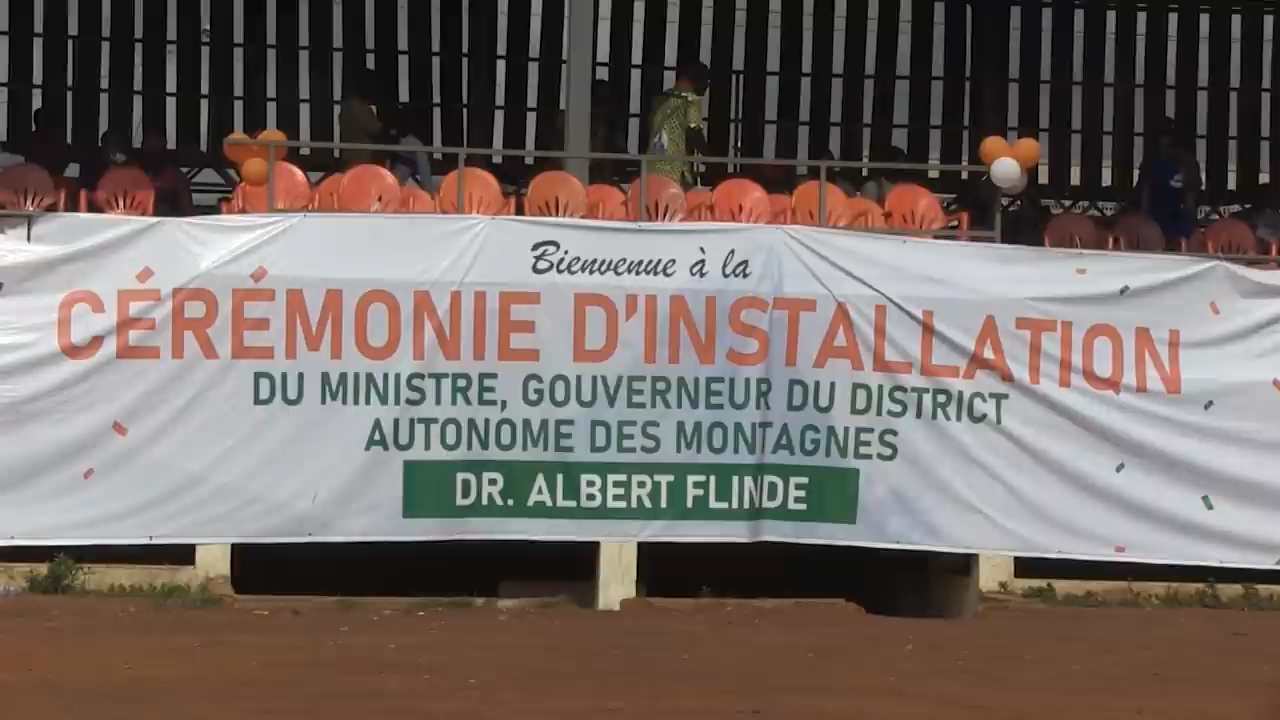 Bienvenue à la
CÉRÉMONIE D'INSTALLATION
DU MINISTRE, GOUVERNEUR DU DISTRICT
AUTONOME DES MONTAGNES
DR. ALBERT FLINDE